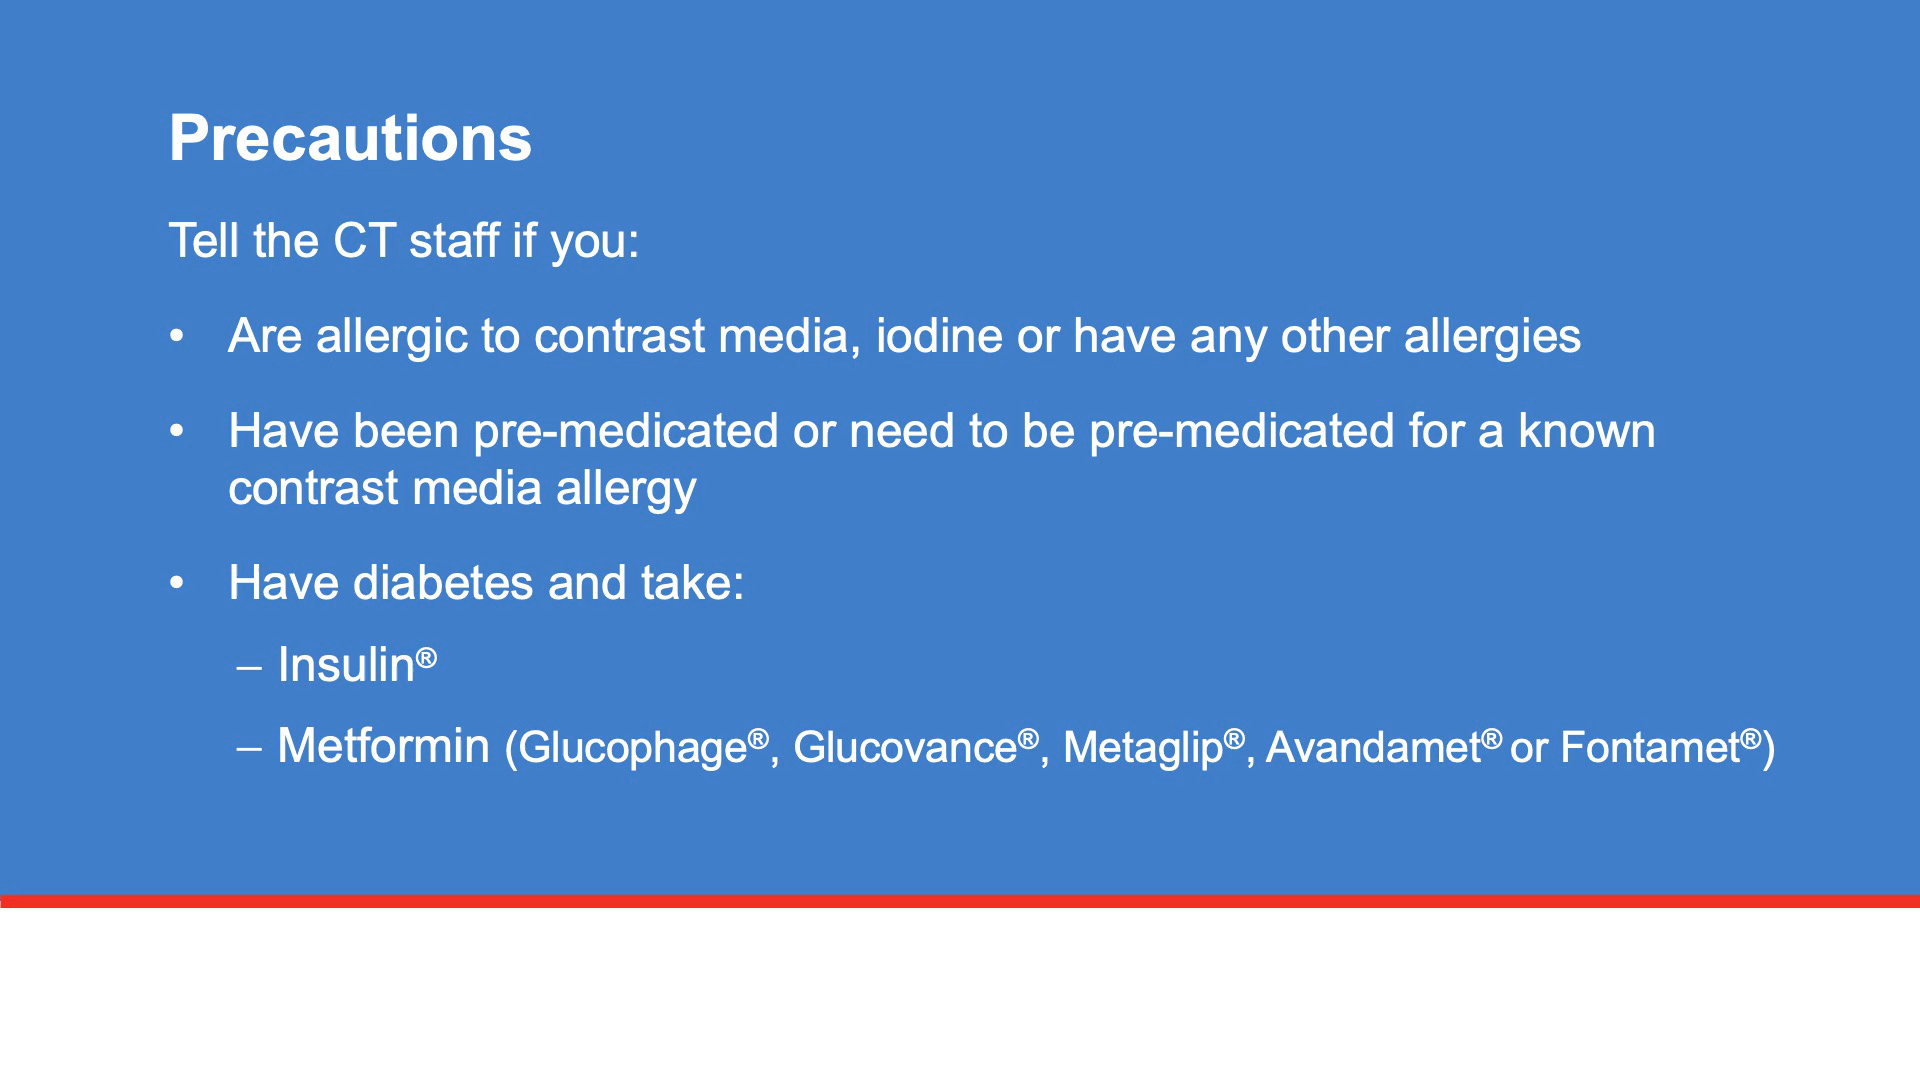 Precautions
Tell the CT staff if you:
• Are allergic to contrast media, iodine or have any other allergies
• Have been pre-medicated or need to be pre-medicated for a known
contrast media allergy
• Have diabetes and take:
– Insulin®
– Metformin (Glucophage®, Glucovance®, Metaglip®, Avandamet® or Fontamet®)